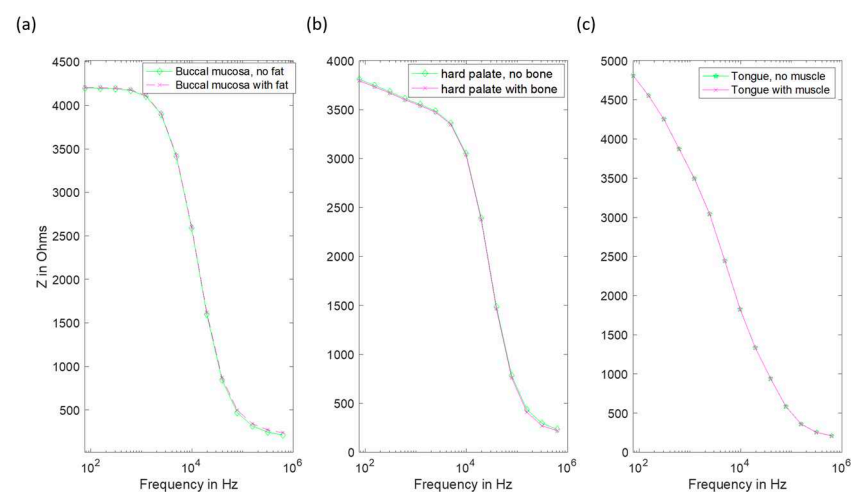 (a)
(b)
(c)
4500
4000
3500
3000
2500
2000
1500
1000
500
Z in Ohms
Buccal mucosa, no fat
Buccal mucosa with fat
10^2
10^4
10^6
Frequency in Hz
4000
3500
3000
2500
2000
1500
1000
500
0
hard palate, no bone
hard palate with bone
10^2
10^4
10^6
Frequency in Hz
5000
4500
4000
3500
3000
2500
2000
1500
1000
500
0
Tongue, no muscle
Tongue with muscle
10^2
10^4
10^6
Frequency in Hz